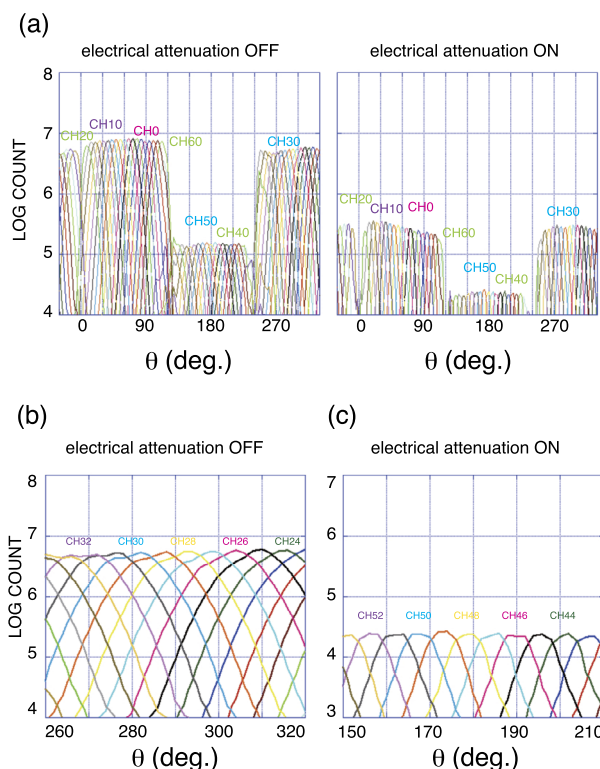 (a)
electrical attenuation OFF
electrical attenuation ON
8
7
6
5
4
LOG COUNT
CH20
CH10
CH0
CH60
CH50
CH40
CH30
CH20
CH10
CH0
CH60
CH50
CH40
CH30
0 90 180 270
0 90 180 270
θ (deg.)
θ (deg.)
(b)
(c)
electrical attenuation OFF
electrical attenuation ON
8
7
6
5
4
LOG COUNT
CH32 CH30 CH28 CH26 CH24
260 280 300 320
θ (deg.)
7
6
5
4
3
CH52 CH50 CH46 CH46 CH44
150 170 190 210
θ (deg.)